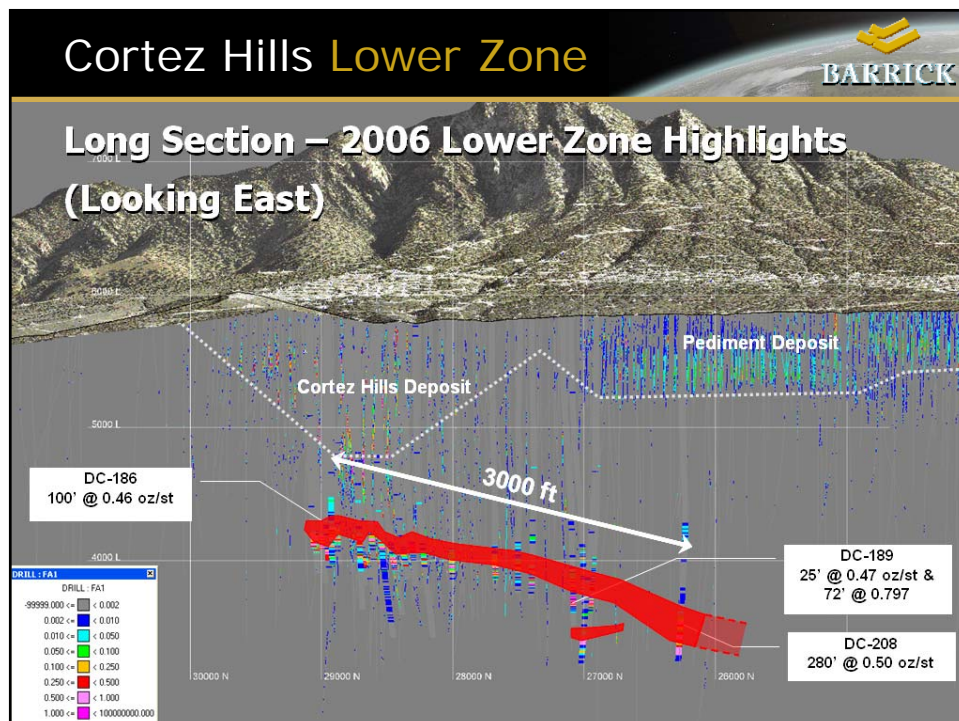 Cortez Hills Lower Zone
BARRICK
Long Section – 2006 Lower Zone Highlights
(Looking East)
7000 L
Pediment Deposit
Cortez Hills Deposit
5000 L
3000 ft
DC-186
100' @ 0.46 oz/st
4000 L
DC-189
25' @ 0.47 oz/st &
72' @ 0.797
DC-208
280' @ 0.50 oz/st
30000 N
29000 N
28000 N
27000 N
26000 N
DRILL : FA1
DRILL : FA1
-99999.000 <= < 0.002
0.002 <= < 0.010
0.010 <= < 0.050
0.050 <= < 0.100
0.100 <= < 0.250
0.250 <= < 0.500
0.500 <= < 1.000
1.000 <= < 100000000.000